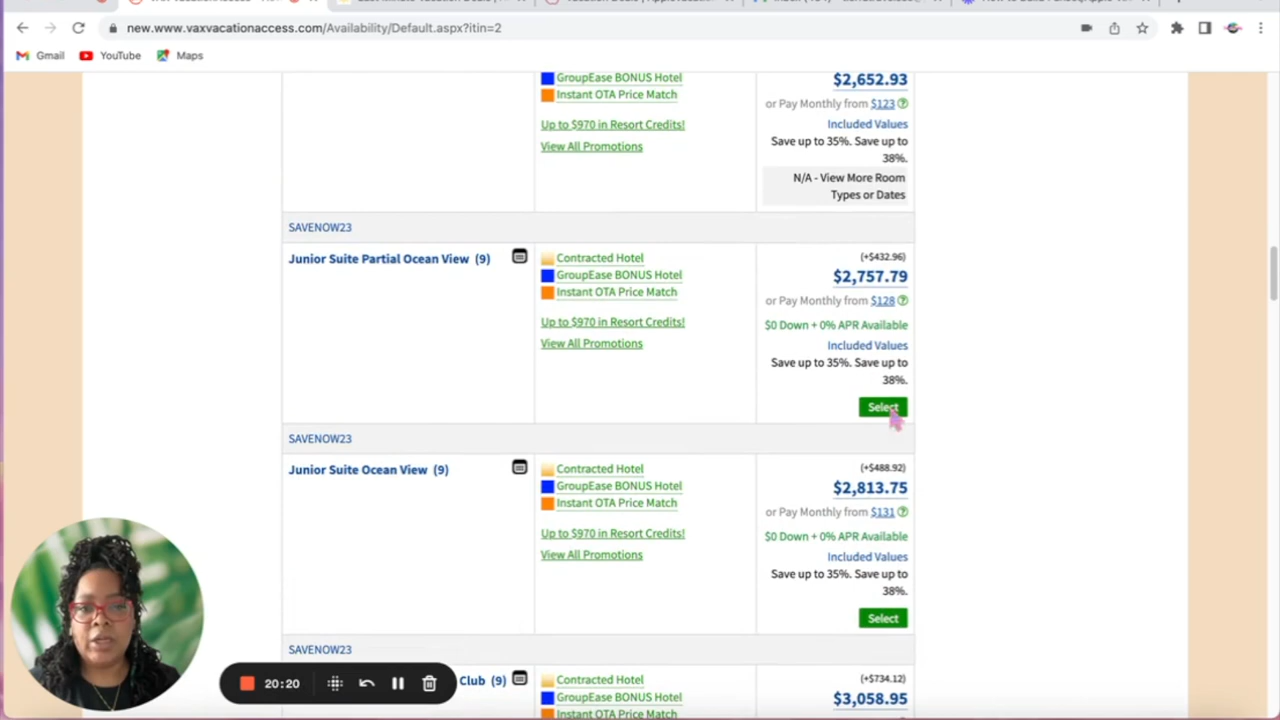 new.www.vaxvacationaccess.com/Availability/Default.aspx?itin=2
Gmail
YouTube
Maps
GroupEase BONUS Hotel
Instant OTA Price Match
Up to $970 in Resort Credits!
View All Promotions
$2,652.93
or Pay Monthly from $123
Included Values
Save up to 35%. Save up to
38%.
N/A - View More Room
Types or Dates
SAVENOW23
Junior Suite Partial Ocean View (9)
Contracted Hotel
GroupEase BONUS Hotel
Instant OTA Price Match
Up to $970 in Resort Credits!
View All Promotions
(+$432.96)
$2,757.79
or Pay Monthly from $128
$0 Down + 0% APR Available
Included Values
Save up to 35%. Save up to
38%.
Select
SAVENOW23
Junior Suite Ocean View (9)
Contracted Hotel
GroupEase BONUS Hotel
Instant OTA Price Match
Up to $970 in Resort Credits!
View All Promotions
(+$488.92)
$2,813.75
or Pay Monthly from $131
$0 Down + 0% APR Available
Included Values
Save up to 35%. Save up to
38%.
Select
SAVENOW23
Club (9)
Contracted Hotel
GroupEase BONUS Hotel
Instant OTA Price Match
(+$734.12)
$3,058.95
20:20